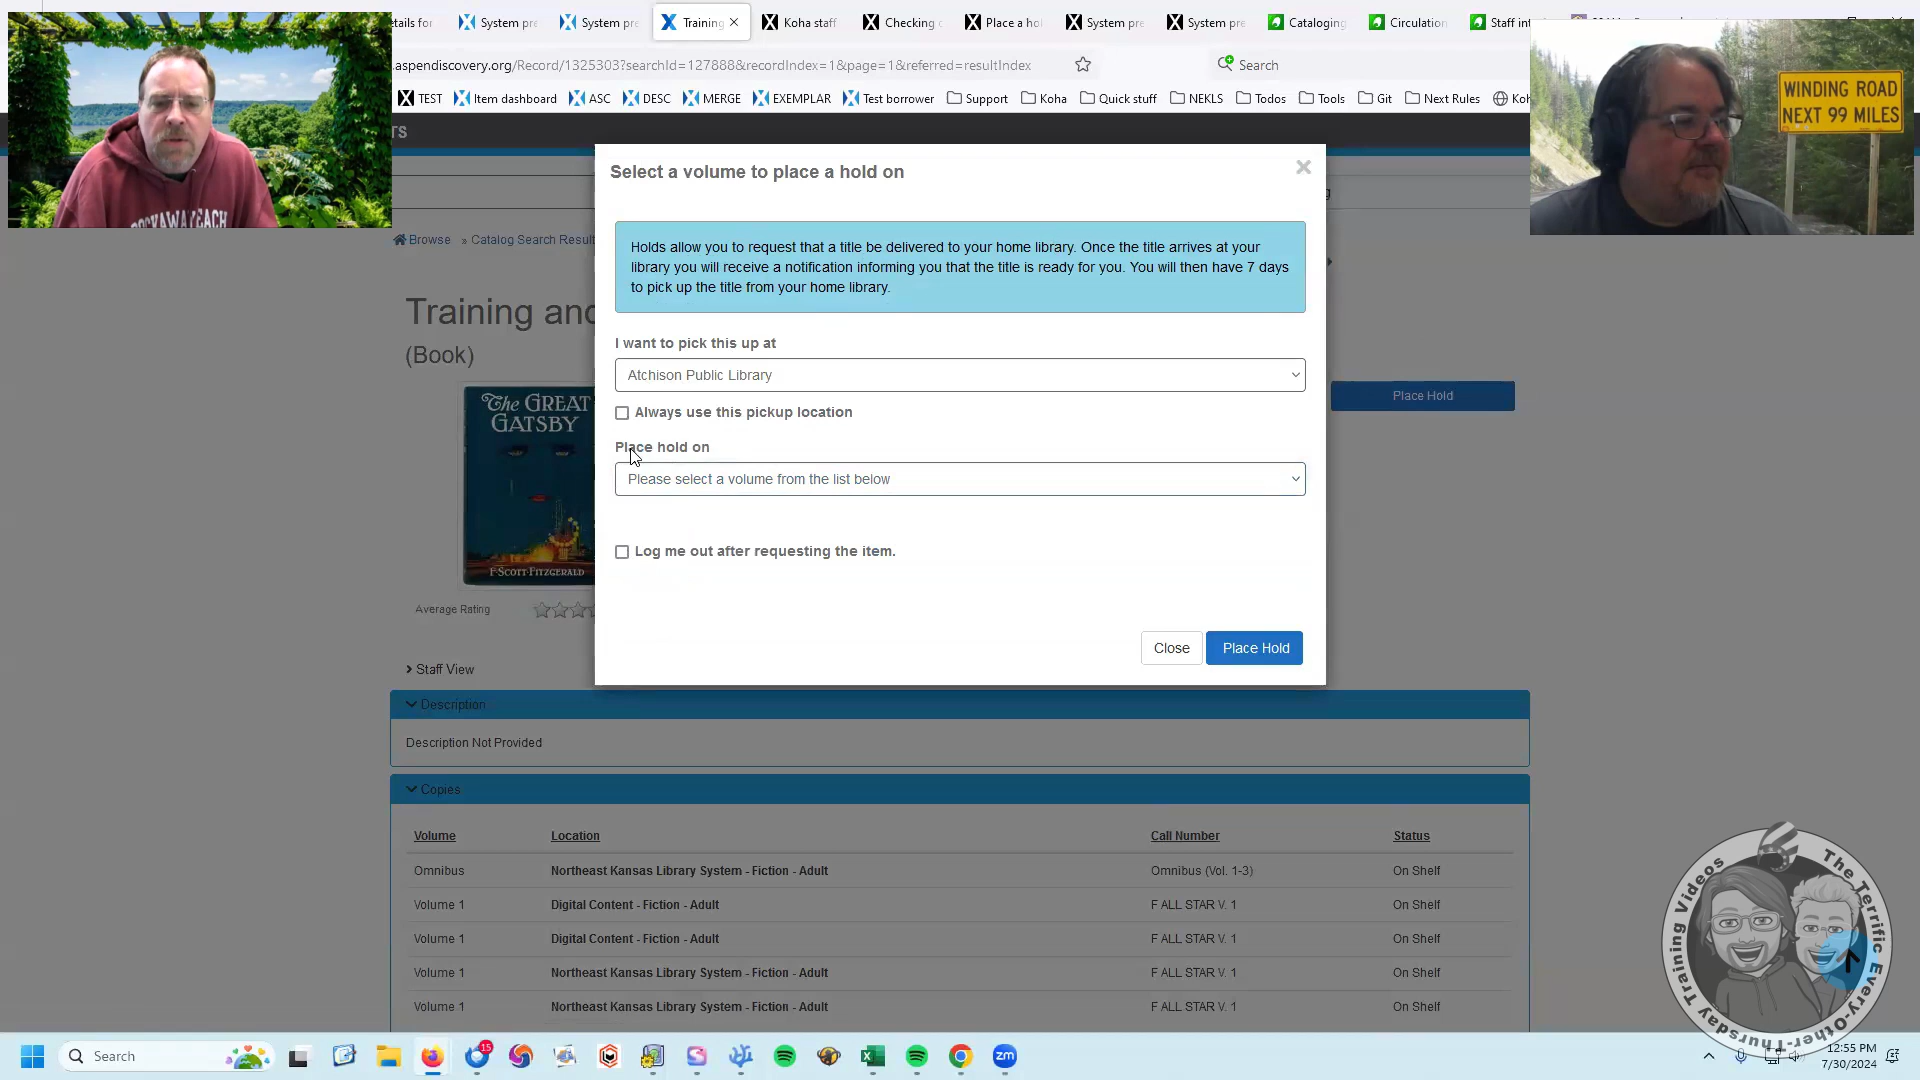 etails for
System pre
System pre
Training
Koha staff
Checking o
Place a ho
System pre
System pre
Cataloging
Circulation
Staff int
.aspendiscovery.org/Record/1325303?searchId=127888&recordIndex=1&page=1&referred=resultIndex
Search
TEST
Item dashboard
ASC
DESC
MERGE
EXEMPLAR
Test borrower
Support
Koha
Quick stuff
NEKLS
Todos
Tools
Git
Next Rules
Koh
WINDING ROAD
NEXT 99 MILES
TS
Select a volume to place a hold on
Holds allow you to request that a title be delivered to your home library. Once the title arrives at your
library you will receive a notification informing you that the title is ready for you. You will then have 7 days
to pick up the title from your home library.
Browse » Catalog Search Result
Training and
(Book)
The GREAT
GATSBY
F·SCOTT·FITZGERALD
I want to pick this up at
Atchison Public Library
Always use this pickup location
Place hold on
Please select a volume from the list below
Log me out after requesting the item.
Close
Place Hold
Place Hold
Average Rating
Staff View
Description
Description Not Provided
Copies
Volume Location Call Number Status
Omnibus Northeast Kansas Library System - Fiction - Adult Omnibus (Vol. 1-3) On Shelf
Volume 1 Digital Content - Fiction - Adult F ALL STAR V. 1 On Shelf
Volume 1 Digital Content - Fiction - Adult F ALL STAR V. 1 On Shelf
Volume 1 Northeast Kansas Library System - Fiction - Adult F ALL STAR V. 1 On Shelf
Volume 1 Northeast Kansas Library System - Fiction - Adult F ALL STAR V. 1 On Shelf
The Terrific Every-Other-Thursday Training Videos
Search
15
zm
12:55 PM
7/30/2024